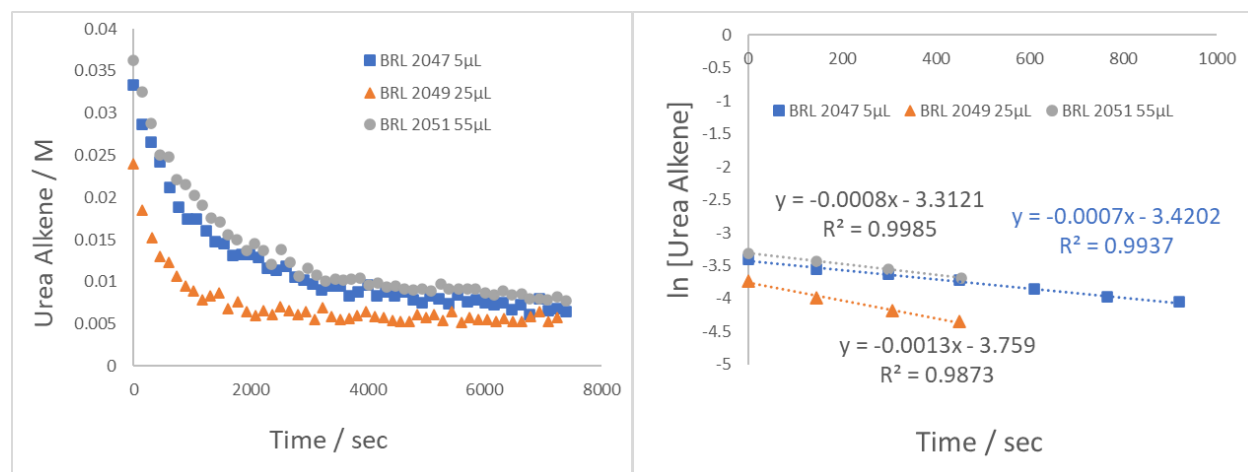 Urea Alkene / M
0.04
0.035
0.03
0.025
0.02
0.015
0.01
0.005
0
BRL 2047 5µL
BRL 2049 25µL
BRL 2051 55µL
0 2000 4000 6000 8000
Time / sec
ln [Urea Alkene]
0
-0.5
-1
-1.5
-2
-2.5
-3
-3.5
-4
-4.5
-5
0 200 400 600 800 1000
BRL 2047 5µL BRL 2049 25µL BRL 2051 55µL
y = -0.0008x - 3.3121
R² = 0.9985
y = -0.0007x - 3.4202
R² = 0.9937
y = -0.0013x - 3.759
R² = 0.9873
Time / sec